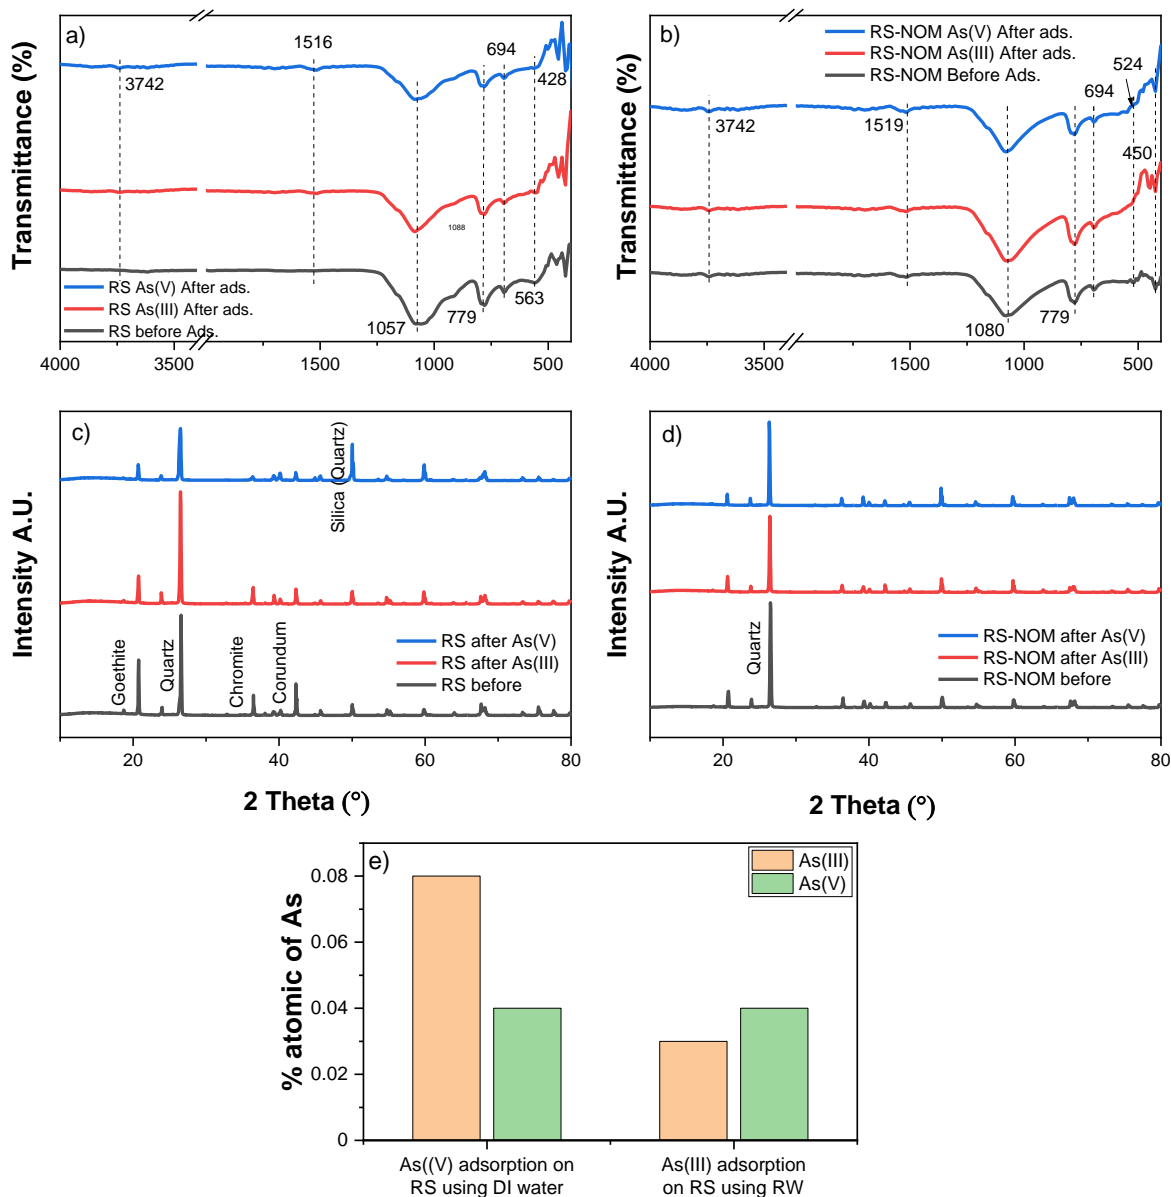 a)
1516
694
3742
428
1088
RS As(V) After ads.
RS As(III) After ads.
RS before Ads.
1057
779
563
Transmittance (%)
4000
3500
1500
1000
500
b)
RS-NOM As(V) After ads.
RS-NOM As(III) After ads.
RS-NOM Before Ads.
524
694
3742
1519
450
1080
779
Transmittance (%)
4000
3500
1500
1000
500
c)
Silica (Quartz)
RS after As(V)
RS after As(III)
RS before
Goethite
Quartz
Chromite
Corundum
Intensity A.U.
20
40
60
80
2 Theta (°)
d)
RS-NOM after As(V)
RS-NOM after As(III)
RS-NOM before
Quartz
Intensity A.U.
20
40
60
80
2 Theta (°)
e)
As(III)
As(V)
% atomic of As
0.08
0.06
0.04
0.02
0
As((V) adsorption on
RS using DI water
As(III) adsorption
on RS using RW